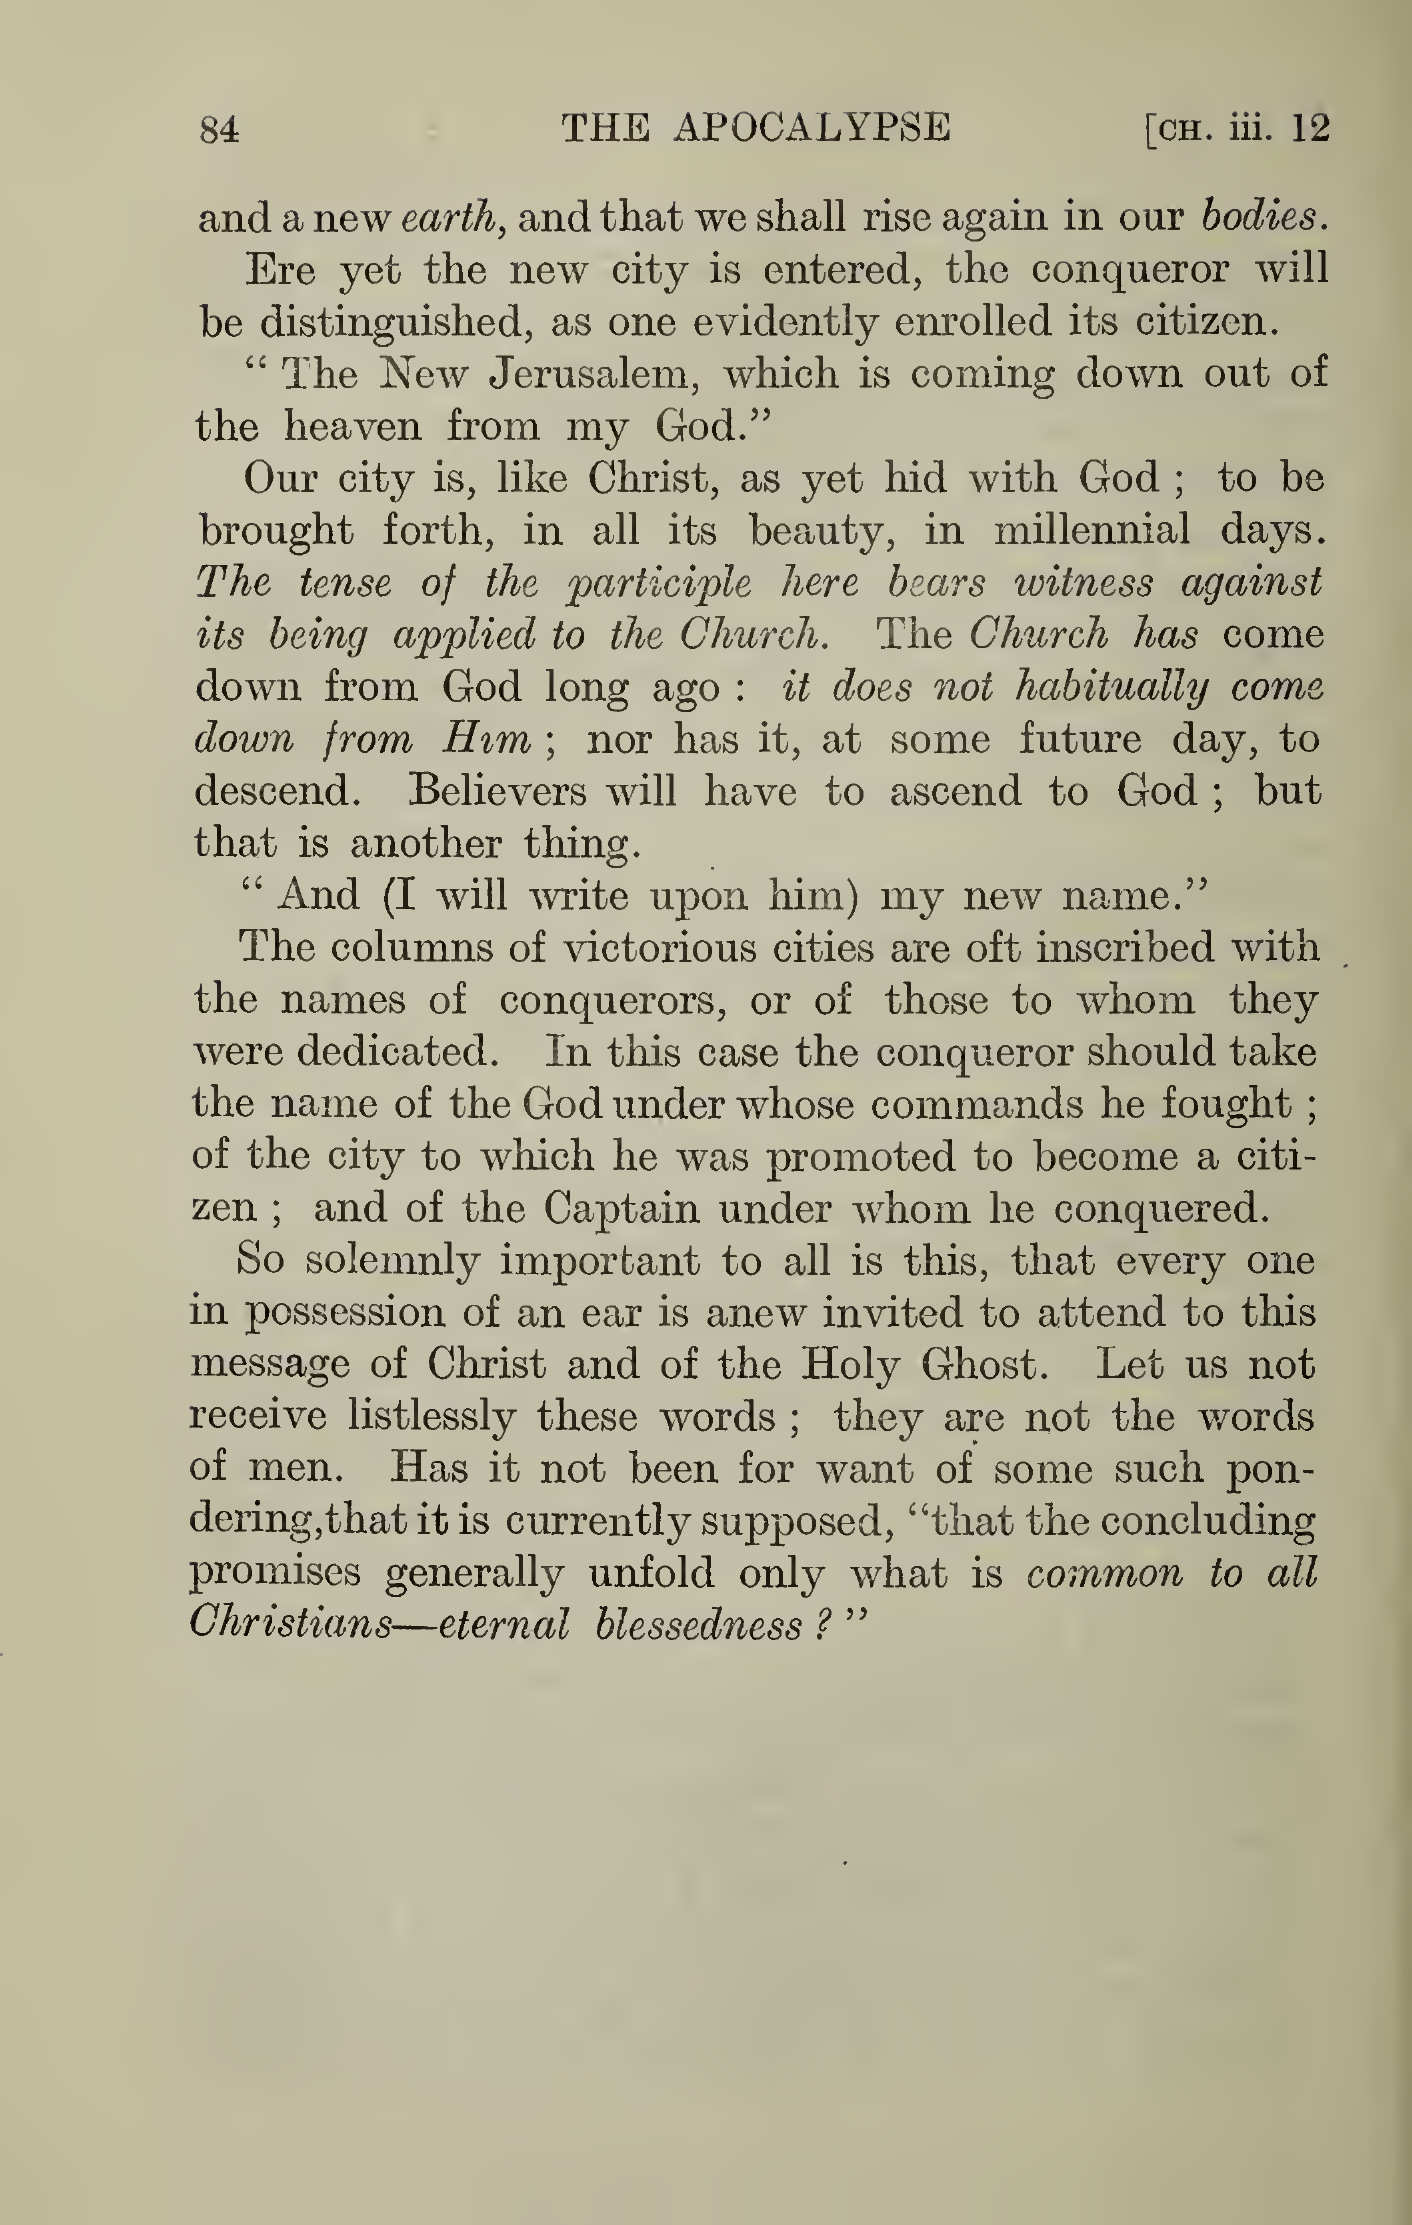 84 THE APOCALYPSE [CH. iii. 12
and a new earth, and that we shall rise again in our bodies.
Ere yet the new city is entered, the conqueror will
be distinguished, as one evidently enrolled its citizen.
“ The New Jerusalem, which is coming down out of
the heaven from my God.”
Our city is, like Christ, as yet hid with God ; to be
brought forth, in all its beauty, in millennial days.
The tense of the participle here bears witness against
its being applied to the Church. The Church has come
down from God long ago : it does not habitually come
down from Him ; nor has it, at some future day, to
descend. Believers will have to ascend to God ; but
that is another thing.
“ And (I will write upon him) my new name.”
The columns of victorious cities are oft inscribed with
the names of conquerors, or of those to whom they
were dedicated. In this case the conqueror should take
the name of the God under whose commands he fought ;
of the city to which he was promoted to become a citi-
zen ; and of the Captain under whom he conquered.
So solemnly important to all is this, that every one
in possession of an ear is anew invited to attend to this
message of Christ and of the Holy Ghost. Let us not
receive listlessly these words ; they are not the words
of men. Has it not been for want of some such pon-
dering, that it is currently supposed, “that the concluding
promises generally unfold only what is common to all
Christians—eternal blessedness ? ”